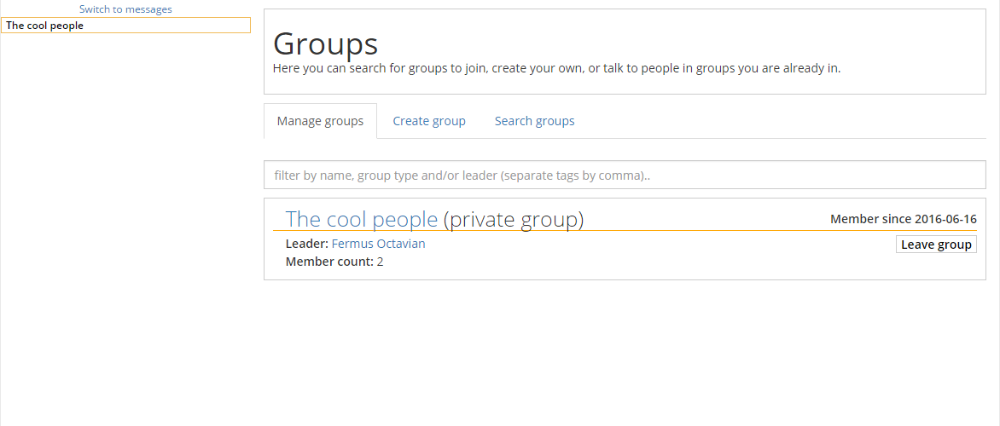 Switch to messages
The cool people
Groups
Here you can search for groups to join, create your own, or talk to people in groups you are already in.
Manage groups Create group Search groups
filter by name, group type and/or leader (separate tags by comma)..
The cool people (private group) Member since 2016-06-16
Leader: Fermus Octavian Leave group
Member count: 2